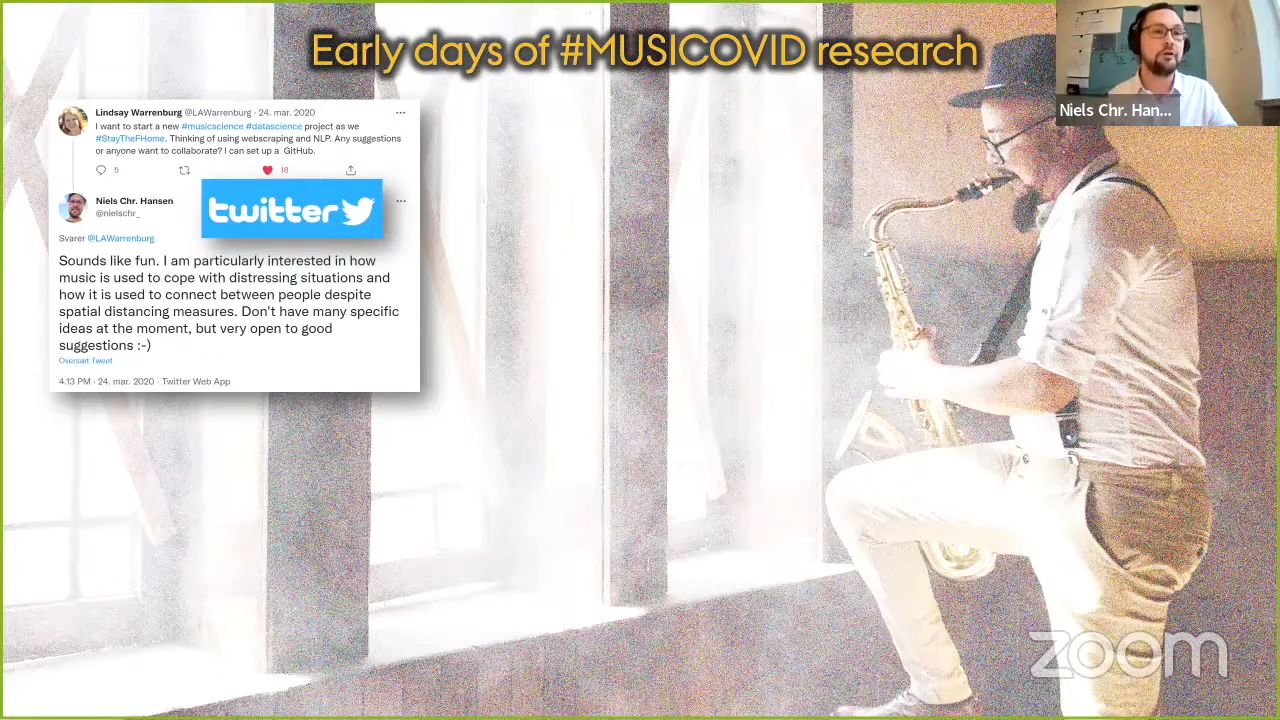 Early days of #MUSICOVID research
Niels Chr. Han...
Lindsay Warrenburg @LAWarrenburg · 24. mar. 2020
I want to start a new #musicscience #datascience project as we
#StayTheFHome. Thinking of using webscraping and NLP. Any suggestions
or anyone want to collaborate? I can set up a GitHub.
5
18
Niels Chr. Hansen
@nielschr_
twitter
Svarer @LAWarrenburg
Sounds like fun. I am particularly interested in how
music is used to cope with distressing situations and
how it is used to connect between people despite
spatial distancing measures. Don't have many specific
ideas at the moment, but very open to good
suggestions :-)
Oversæt Tweet
4.13 PM · 24. mar. 2020 · Twitter Web App
zoom